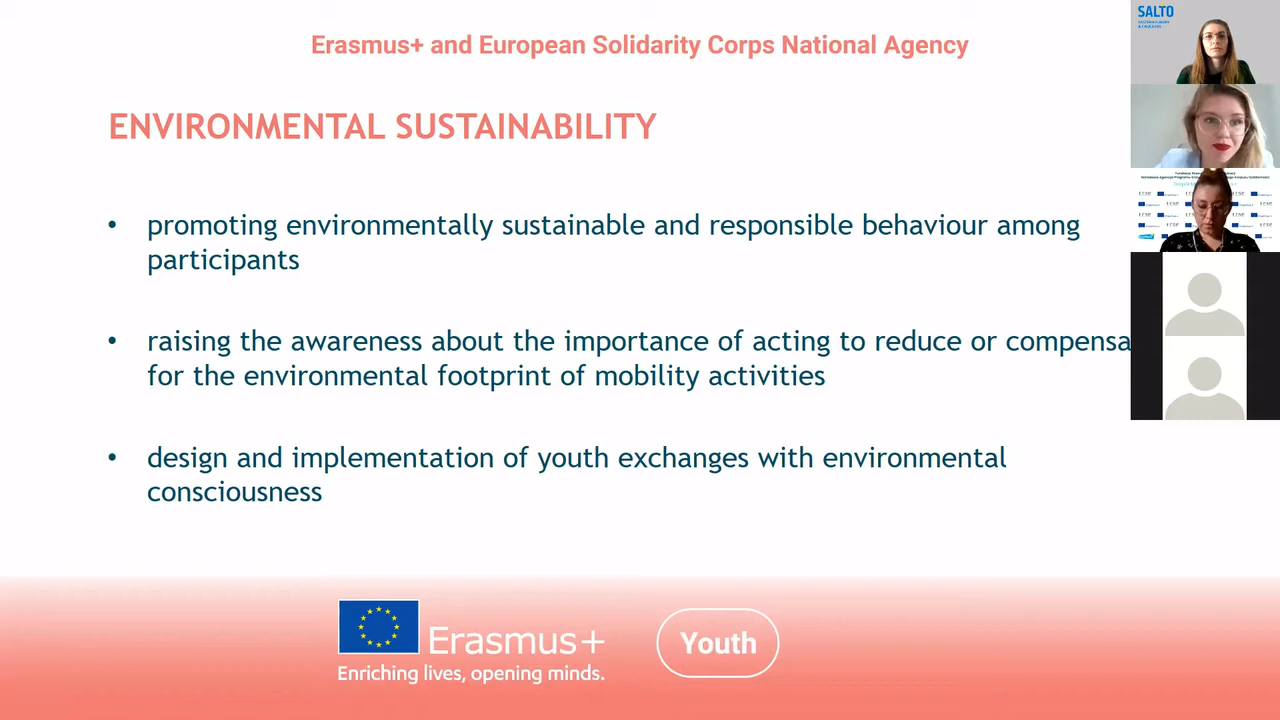 Erasmus+ and European Solidarity Corps National Agency
SALTO
ENVIRONMENTAL SUSTAINABILITY
• promoting environmentally sustainable and responsible behaviour among
participants
• raising the awareness about the importance of acting to reduce or compensa
for the environmental footprint of mobility activities
• design and implementation of youth exchanges with environmental
consciousness
Erasmus+
Enriching lives, opening minds.
Youth